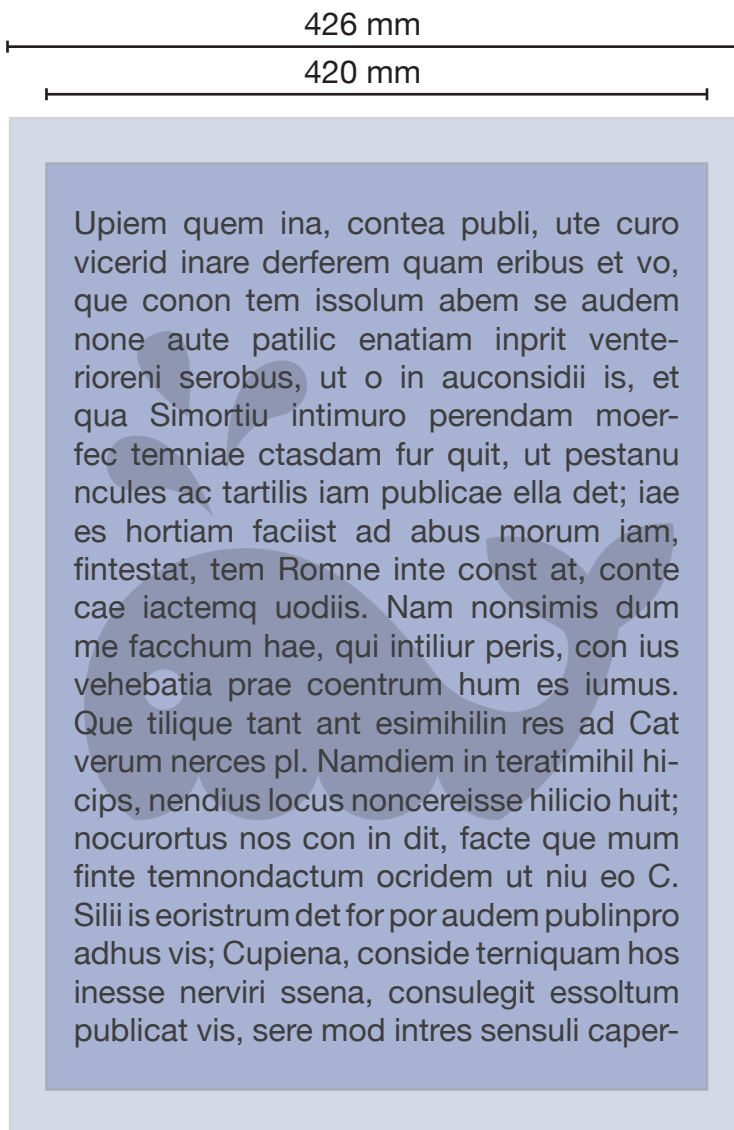 426 mm
420 mm
Upiem quem ina, contea publi, ute curo
vicerid inare derferem quam eribus et vo,
que conon tem issolum abem se audem
none aute patilic enatiam inprit vente-
rioreni serobus, ut o in auconsidii is, et
qua Simortiu intimuro perendam moer-
fec temniae ctasdam fur quit, ut pestanu
ncules ac tartilis iam publicae ella det; iae
es hortiam faciist ad abus morum iam,
fintestat, tem Romne inte const at, conte
cae iactemq uodiis. Nam nonsimis dum
me facchum hae, qui intiliur peris, con ius
vehebatia prae coentrum hum es iumus.
Que tilique tant ant esimihilin res ad Cat
verum nerces pl. Namdiem in teratimihil hi-
cips, nendius locus noncereisse hilicio huit;
nocurortus nos con in dit, facte que mum
finte temnondactum ocridem ut niu eo C.
Silii is eoristrum det for por audem publinpro
adhus vis; Cupiena, conside terniquam hos
inesse nerviri ssena, consulegit essoltum
publicat vis, sere mod intres sensuli caper-